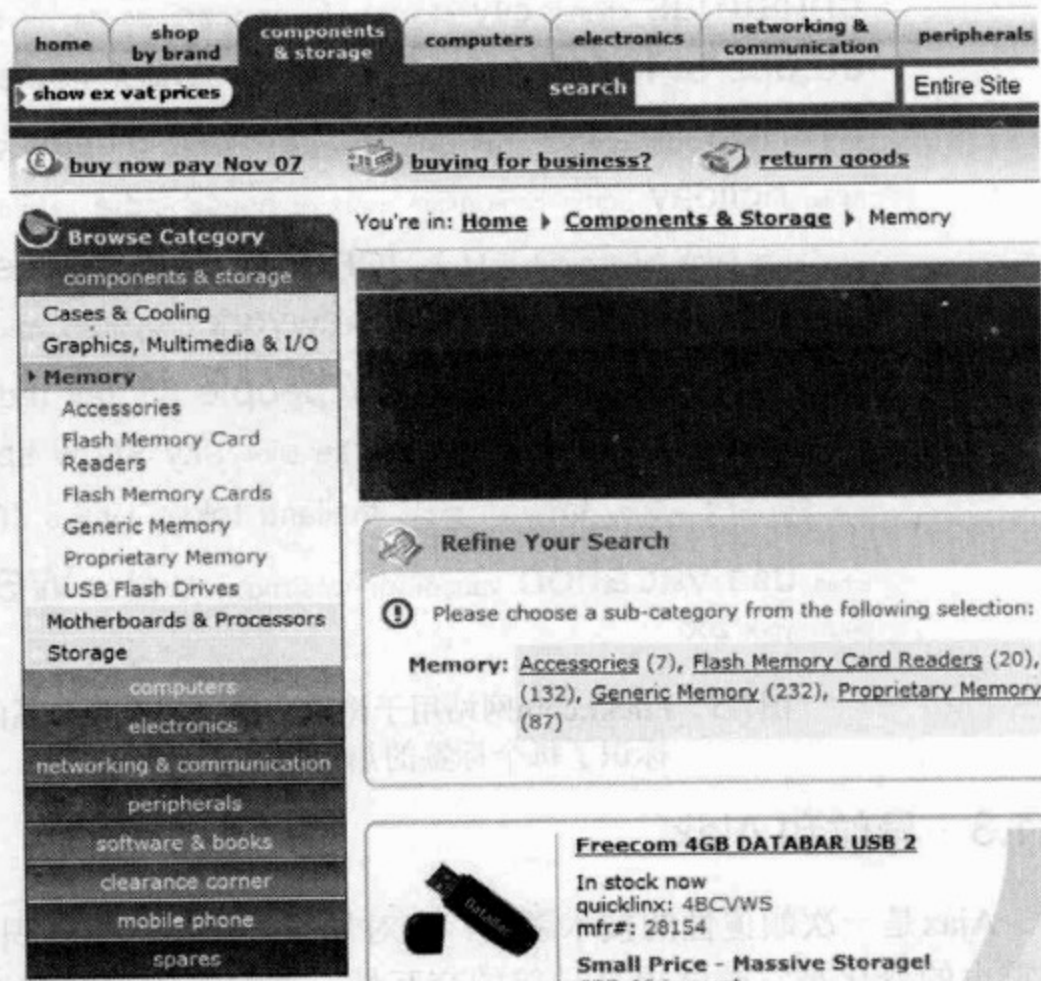 home
shop by brand
components & storage
computers
electronics
networking & communication
peripherals
show ex vat prices
search
Entire Site
buy now pay Nov 07
buying for business?
return goods
You're in: Home Components & Storage Memory
Browse Category
components & storage
Cases & Cooling
Graphics, Multimedia & I/O
Memory
Accessories
Flash Memory Card
Readers
Flash Memory Cards
Generic Memory
Proprietary Memory
USB Flash Drives
Motherboards & Processors
Storage
computers
electronics
networking & communication
peripherals
software & books
clearance corner
mobile phone
spares
Refine Your Search
Please choose a sub-category from the following selection:
Memory: Accessories (7), Flash Memory Card Readers (20),
(132), Generic Memory (232), Proprietary Memory
(87)
DataBar
Freecom 4GB DATABAR USB 2
In stock now
quicklinx: 4BCVWS
mfr#: 28154
Small Price - Massive Storage!